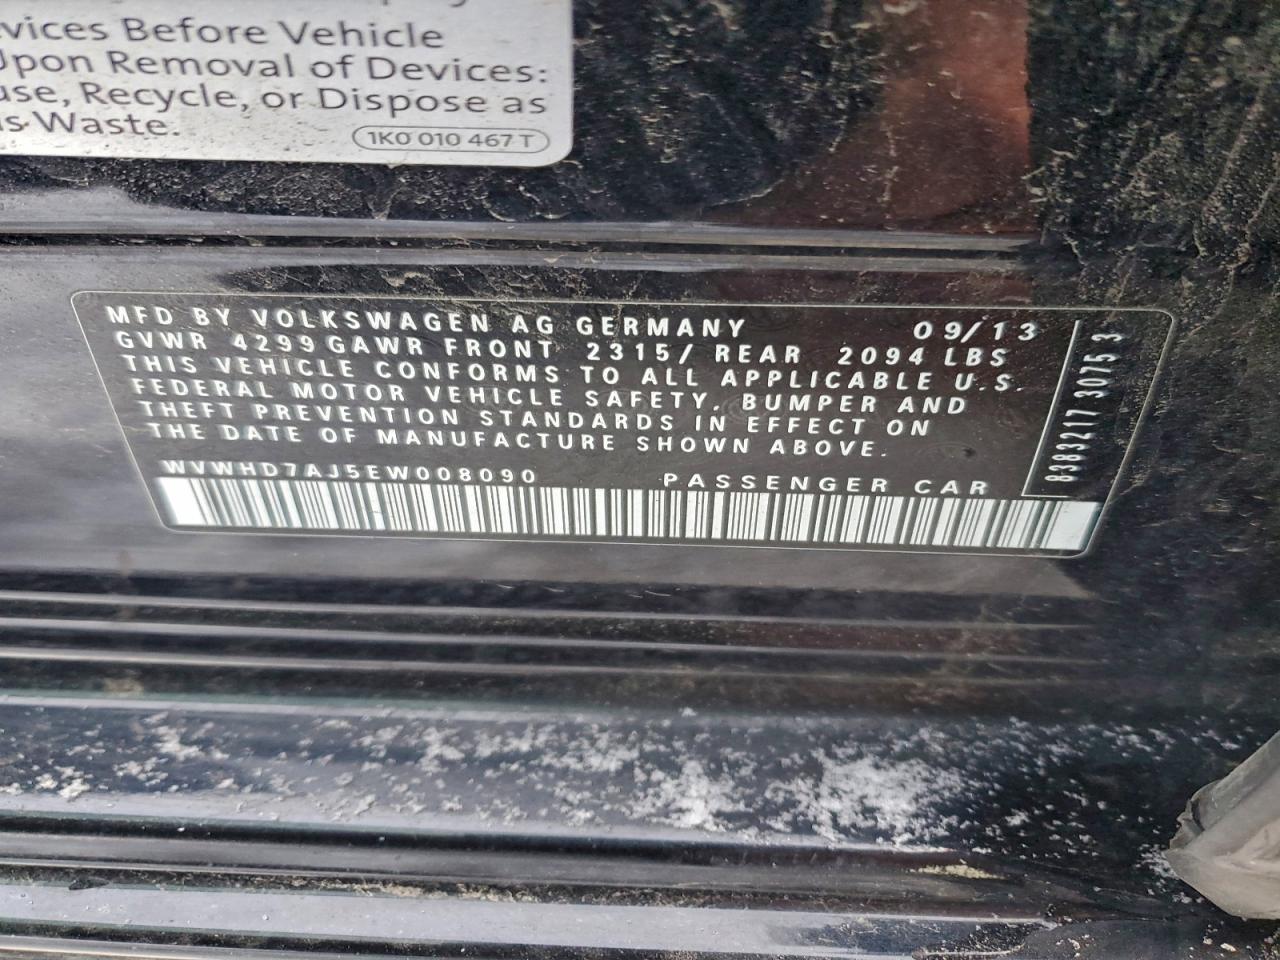 vices Before Vehicle
Upon Removal of Devices:
use, Recycle, or Dispose as
Waste.
1K0 010 467 T
MFD BY VOLKSWAGEN AG GERMANY 09/13
GVWR 4299 GAWR FRONT 2315/ REAR 2094 LBS
THIS VEHICLE CONFORMS TO ALL APPLICABLE U.S.
FEDERAL MOTOR VEHICLE SAFETY, BUMPER AND
THEFT PREVENTION STANDARDS IN EFFECT ON
THE DATE OF MANUFACTURE SHOWN ABOVE.
WVWHD7AJ5EW008090 PASSENGER CAR
8383217 3075 3